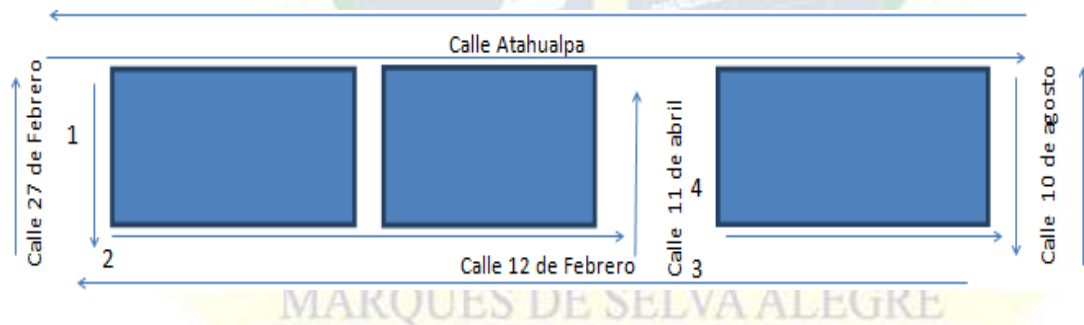 Calle Atahualpa
Calle 27 de Febrero
1
2
Calle 12 de Febrero
Calle 11 de abril
4
3
Calle 10 de agosto
MARQUES DE SELVA ALEGRE